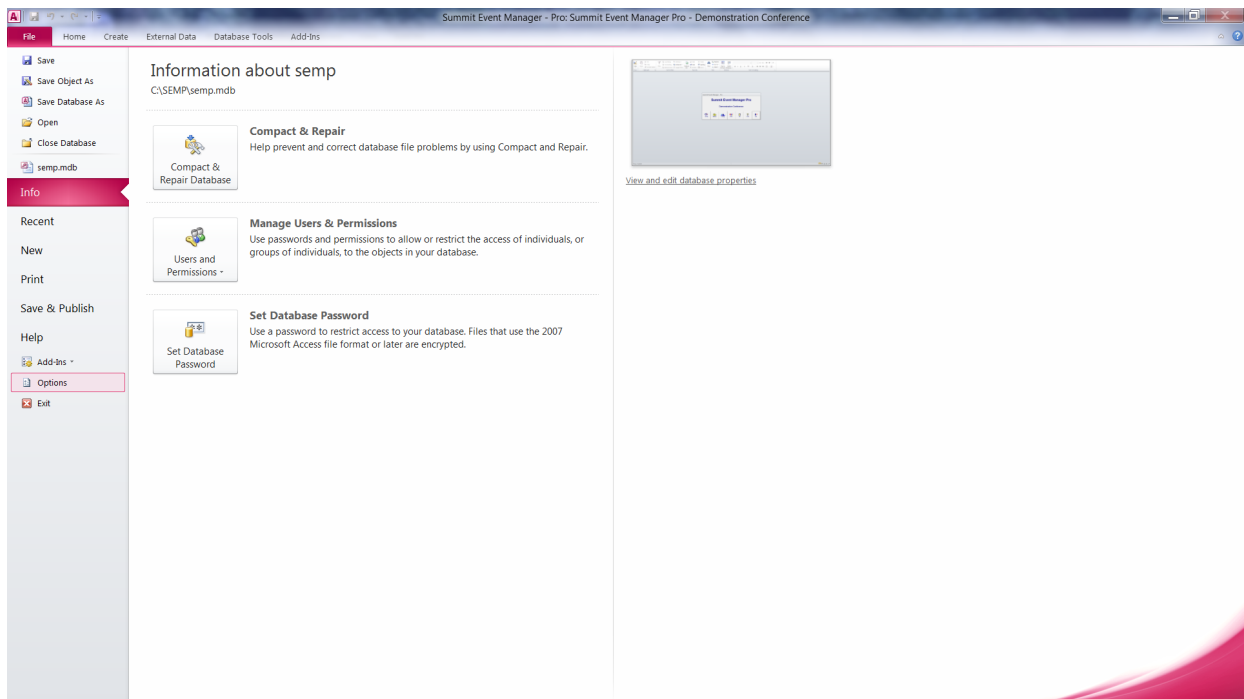 Summit Event Manager - Pro: Summit Event Manager Pro - Demonstration Conference
File Home Create External Data Database Tools Add-Ins
Save
Save Object As
Save Database As
Open
Close Database
semp.mdb
Info
Recent
New
Print
Save & Publish
Help
Add-Ins
Options
Exit
Information about semp
C:\SEMP\semp.mdb
Compact &
Repair Database
Compact & Repair
Help prevent and correct database file problems by using Compact and Repair.
Users and
Permissions
Manage Users & Permissions
Use passwords and permissions to allow or restrict the access of individuals, or
groups of individuals, to the objects in your database.
Set Database
Password
Set Database Password
Use a password to restrict access to your database. Files that use the 2007
Microsoft Access file format or later are encrypted.
Summit Event Manager Pro
View and edit database properties